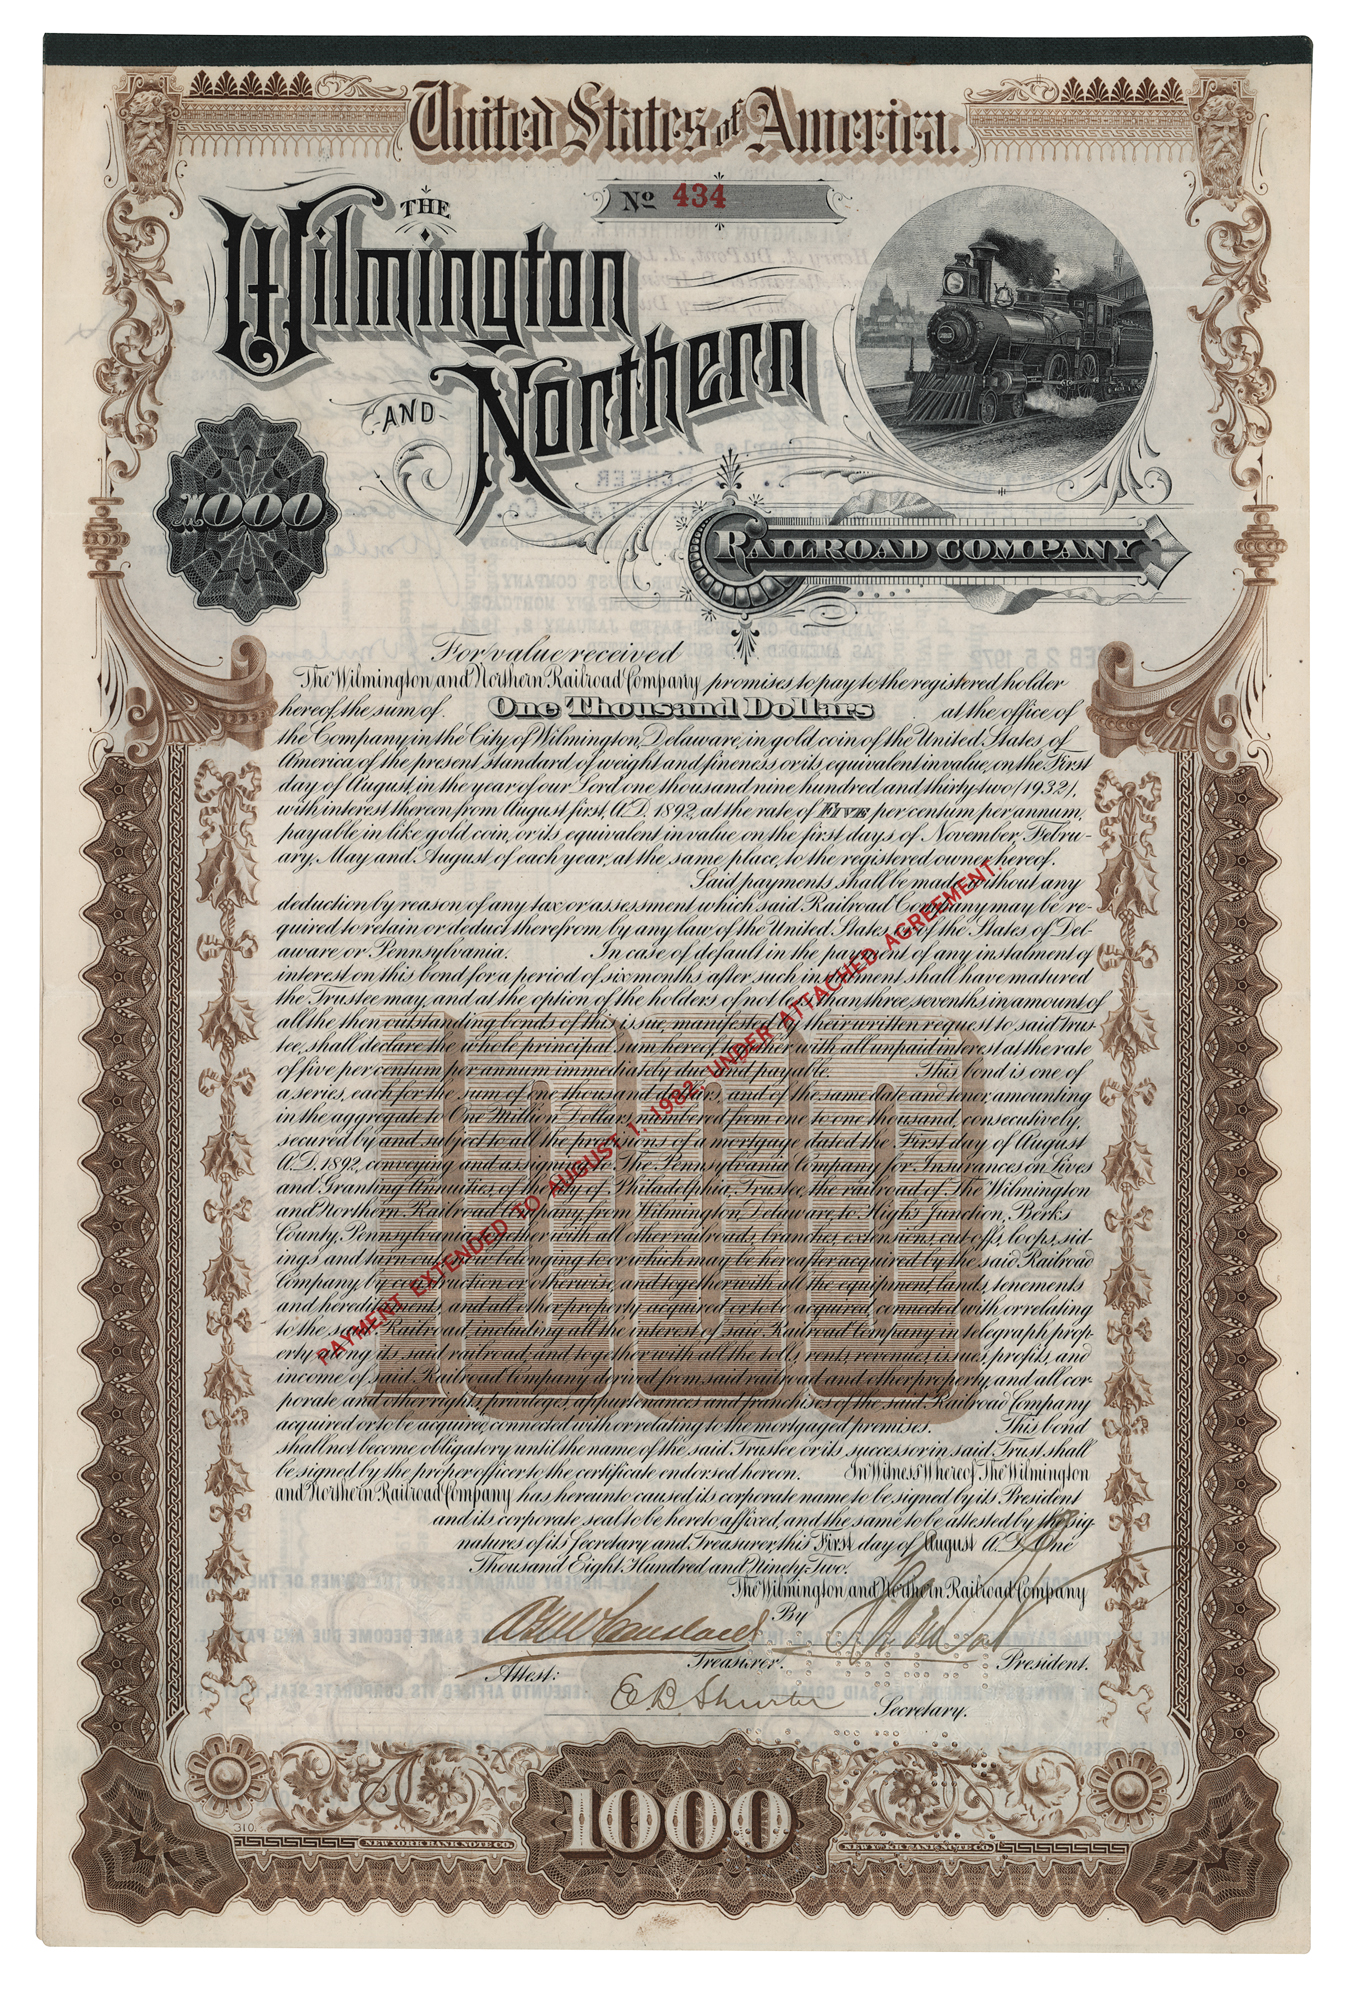 United States of America.
No 434
THE
Wilmington
AND Northern
RAILROAD COMPANY
$1000
For value received
The Wilmington and Northern Railroad Company promises to pay to the registered holder
hereof, the sum of One Thousand Dollars at the office of
the Company in the City of Wilmington, Delaware, in gold coin of the United States of
America of the present standard of weight and fineness or its equivalent in value, on the First
day of August, in the year of our Lord one thousand nine hundred and thirty-two (1932),
with interest thereon from August first, A.D. 1892, at the rate of FIVE per centum per annum,
payable in like gold coin, or its equivalent in value on the first days of November, Febru-
ary, May, and August of each year, at the same place, to the registered owner hereof.
Said payments shall be made without any
deduction by reason of any tax or assessment which said Railroad Company may be re-
quired to retain or deduct therefrom by any law of the United States, or of the States of Del-
aware or Pennsylvania. In case of default in the payment of any instalment of
interest on this bond for a period of six months after such instalment shall have matured
the Trustee may, and at the option of the holders of not less than three sevenths in amount of
all the then outstanding bonds of this issue, manifested by their written request to said Trus-
tee, shall declare the whole principal sum hereof, together with all unpaid interest at the rate
of five per centum per annum immediately due and payable. This bond is one of
a series, each for the sum of one thousand dollars, and of the same date and tenor, amounting
in the aggregate to One Million Dollars, numbered from one to one thousand, consecutively,
secured by and subject to all the provisions of a mortgage dated the First day of August
A.D. 1892, conveying and assigning to The Pennsylvania Company for Insurances on Lives
and Granting Annuities of the City of Philadelphia, Trustee, the railroad of The Wilmington
and Northern Railroad Company, from Wilmington, Delaware, to High's Junction, Berks
County, Pennsylvania, together with all other railroads, branches, extensions, cut offs, loops, sid-
ings and turnouts, now belonging to or which may be hereafter acquired by the said Railroad
Company, by construction or otherwise, and together with all the equipment, lands, tenements
and hereditaments, and all other property acquired or to be acquired, connected with, or relating
to the said Railroad, including all the interest of said Railroad Company in telegraph prop-
erty along its said railroad, and together with all the tolls, rents, revenues, issues, profits, and
income of said Railroad Company derived from said railroad and other property, and all cor-
porate and other rights, privileges, appurtenances and franchises of the said Railroad Company
acquired or to be acquired, connected with or relating to the mortgaged premises. This bond
shall not become obligatory until the name of the said Trustee or its successor in said Trust shall
be signed by the proper officer to the certificate endorsed hereon. In Witness Whereof, The Wilmington
and Northern Railroad Company has hereunto caused its corporate name to be signed by its President
and its corporate seal to be hereto affixed, and the same to be attested by the sig-
natures of its Secretary and Treasurer, this First day of August A.D. One
Thousand Eight Hundred and Ninety-Two.
The Wilmington and Northern Railroad Company
By
Treasurer. President.
Attest:
Secretary.
PAYMENT EXTENDED TO AUGUST 1, 1982, UNDER ATTACHED AGREEMENT.
1000
310.
NEW YORK BANK NOTE CO.
1000
NEW YORK BANK NOTE CO.